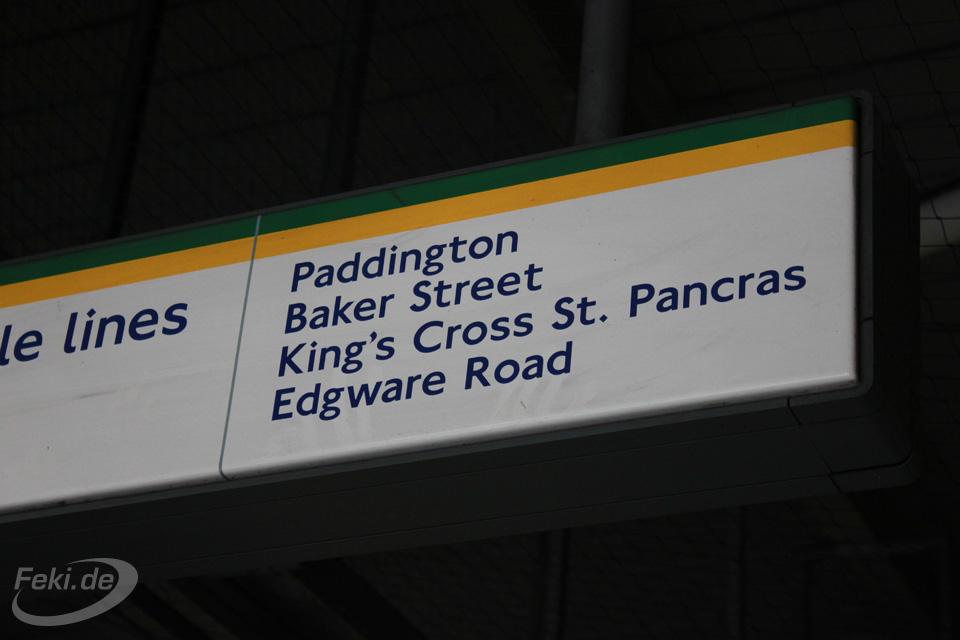 le lines
Paddington
Baker Street
King's Cross St. Pancras
Edgware Road
Feki.de